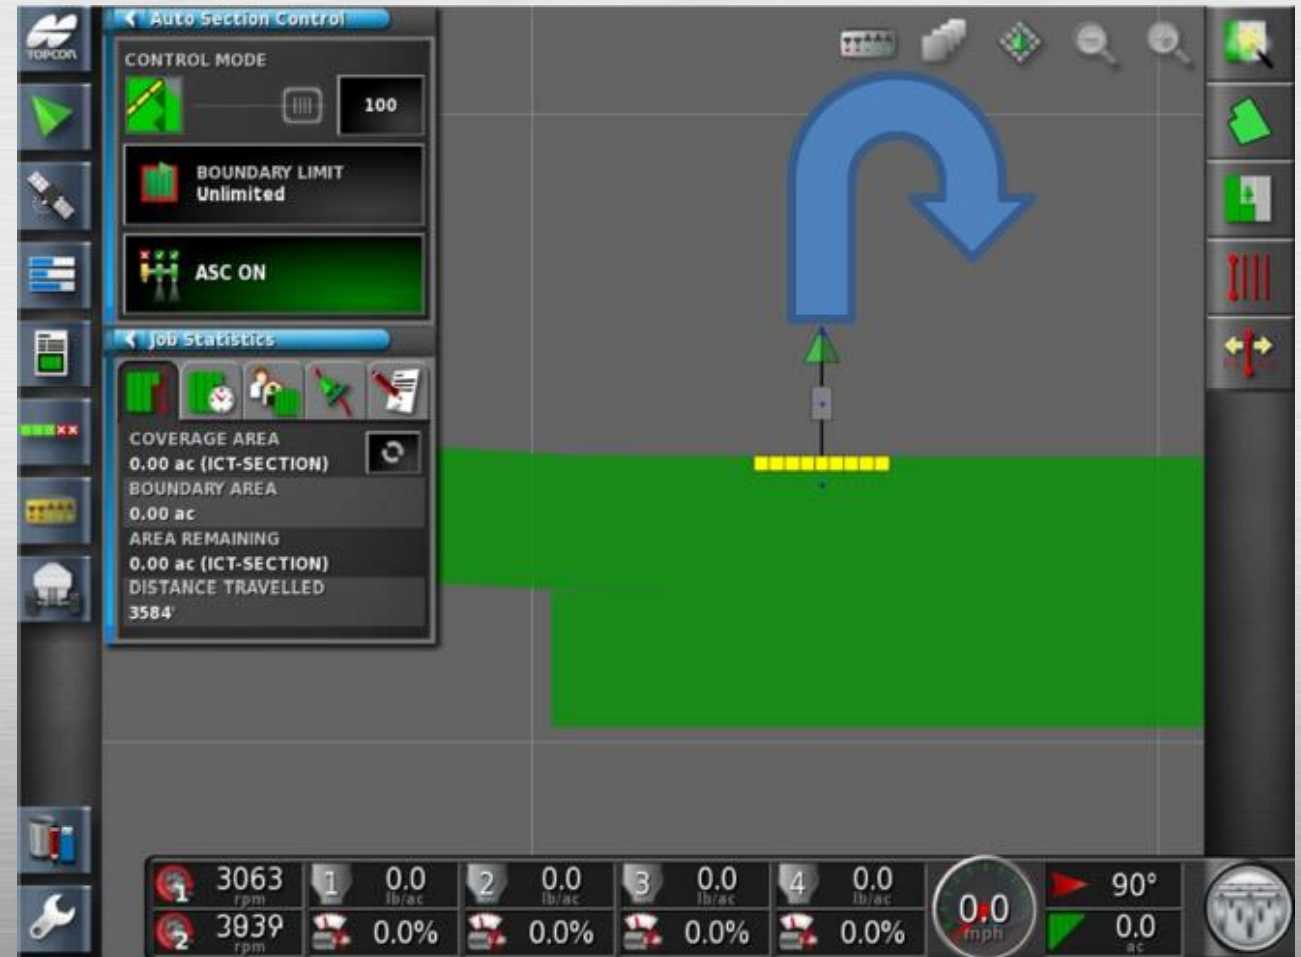 TOPCON
Auto Section Control
CONTROL MODE
100
BOUNDARY LIMIT
Unlimited
ASC ON
Job Statistics
COVERAGE AREA
0.00 ac (ICT-SECTION)
BOUNDARY AREA
0.00 ac
AREA REMAINING
0.00 ac (ICT-SECTION)
DISTANCE TRAVELLED
3584'
1 3063 rpm
1 0.0 lb/ac
2 0.0 lb/ac
3 0.0 lb/ac
4 0.0 lb/ac
0.0 mph
90°
2 3939 rpm
0.0%
0.0%
0.0%
0.0%
0.0 ac